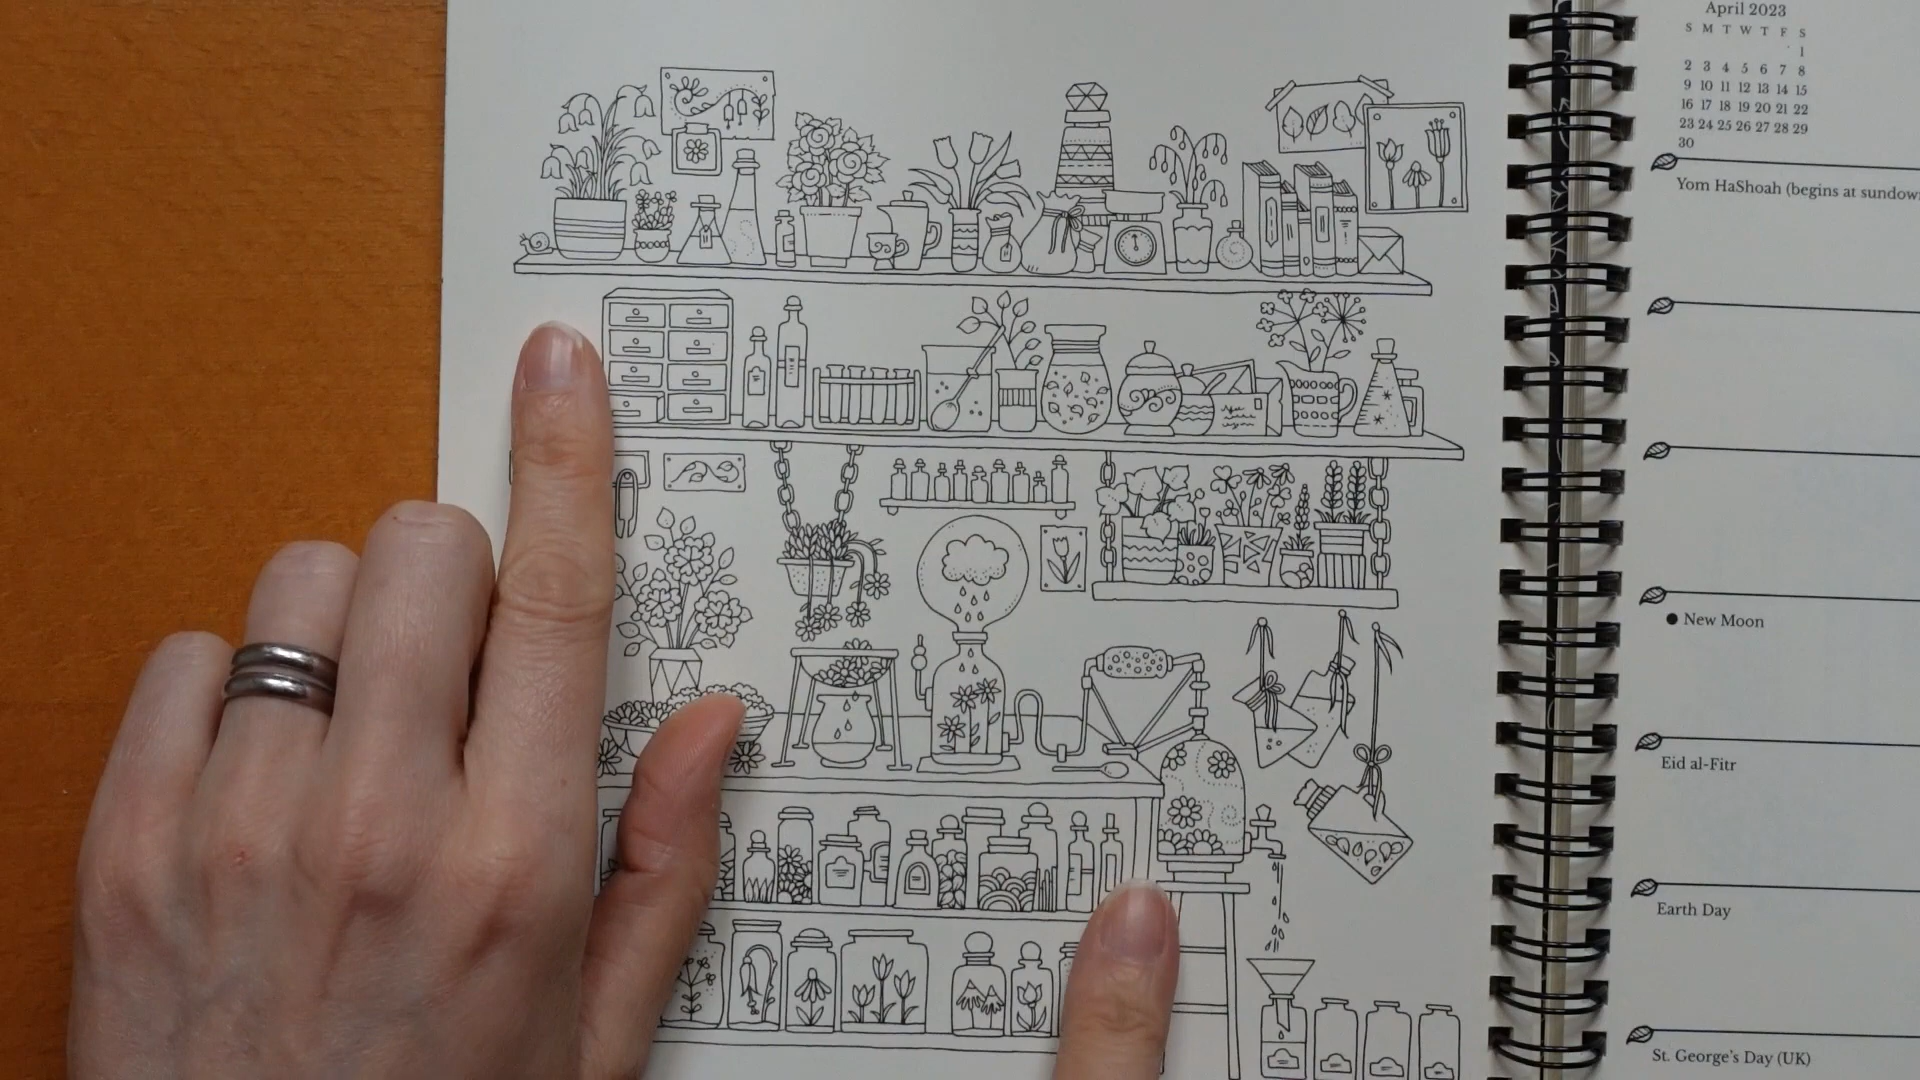 April 2023
S M T W T F S
1
2 3 4 5 6 7 8
9 10 11 12 13 14 15
16 17 18 19 20 21 22
23 24 25 26 27 28 29
30
Yom HaShoah (begins at sundown
New Moon
Eid al-Fitr
Earth Day
St. George's Day (UK)